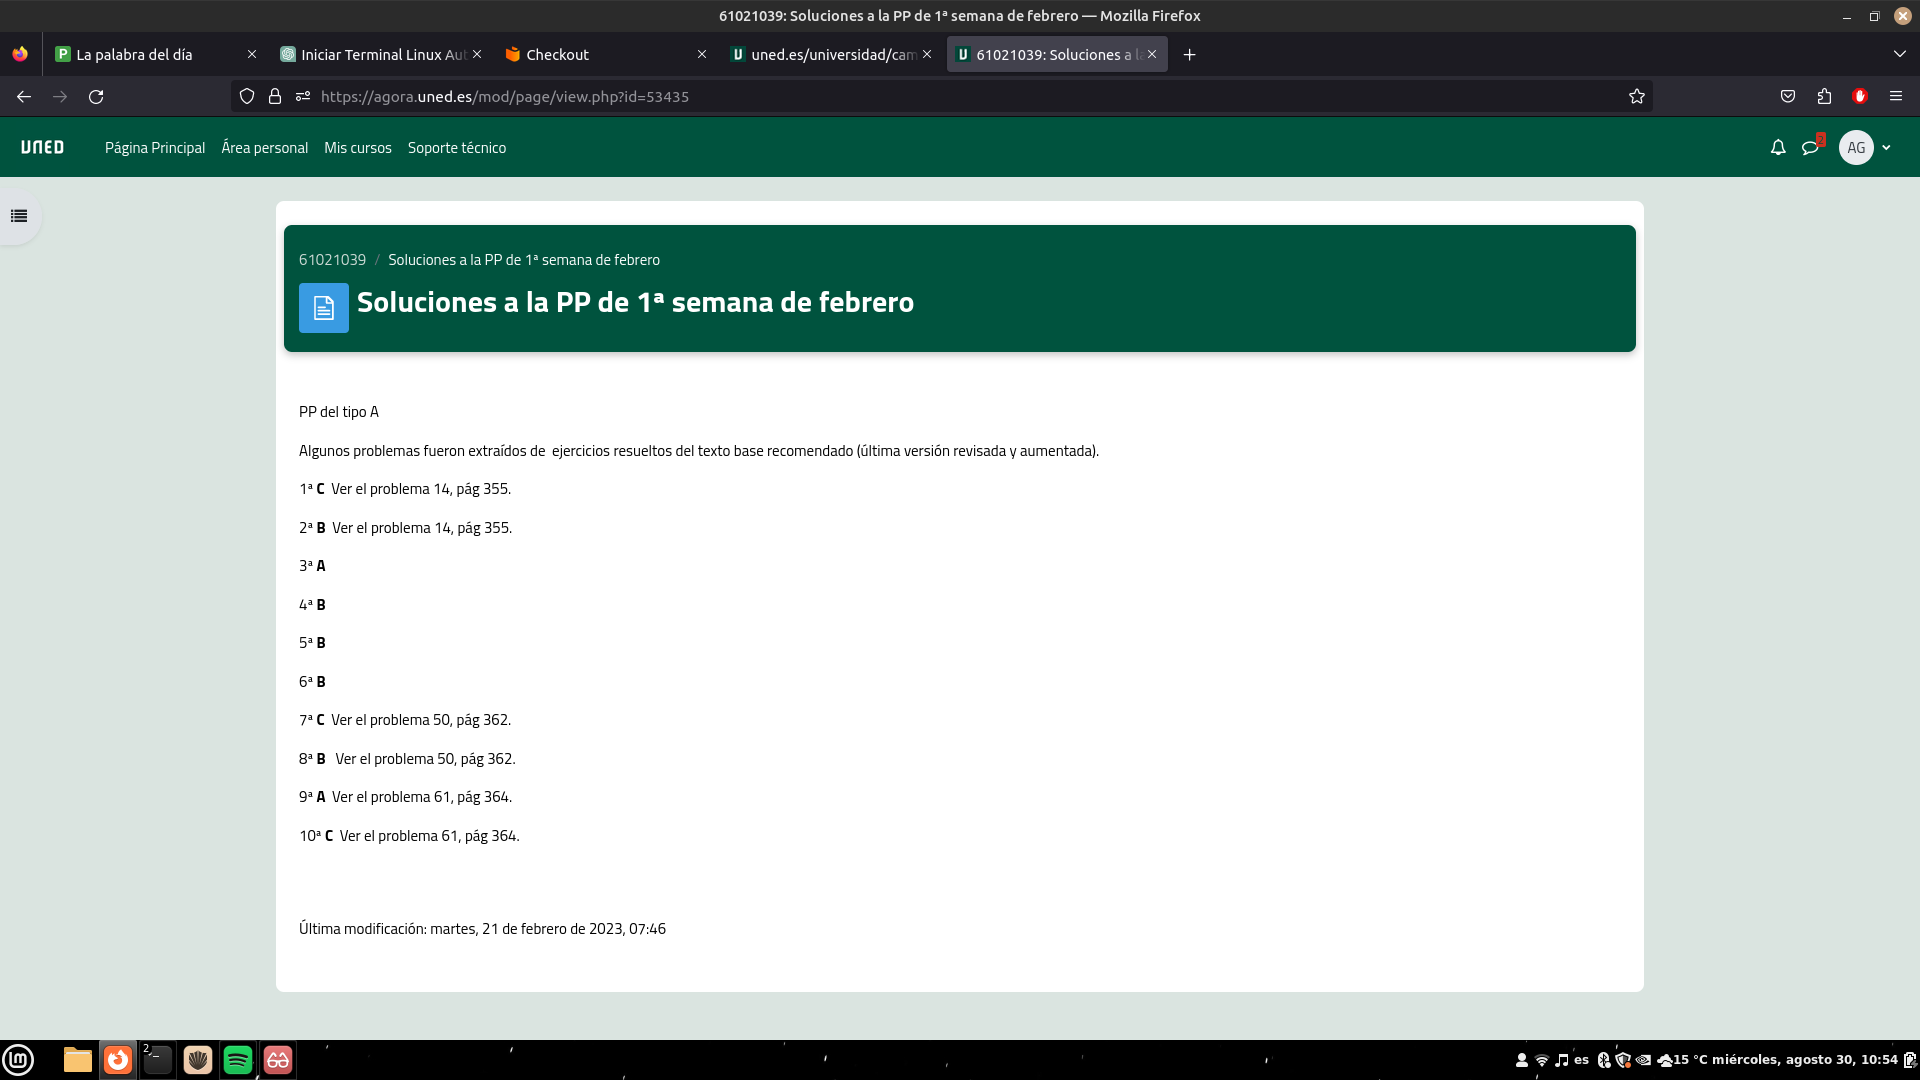 61021039: Soluciones a la PP de 1ª semana de febrero — Mozilla Firefox
La palabra del día
Iniciar Terminal Linux Aut
Checkout
uned.es/universidad/cam
61021039: Soluciones a la
https://agora.uned.es/mod/page/view.php?id=53435
UNED
Página Principal
Área personal
Mis cursos
Soporte técnico
2
AG
61021039 / Soluciones a la PP de 1ª semana de febrero
Soluciones a la PP de 1ª semana de febrero
PP del tipo A
Algunos problemas fueron extraídos de ejercicios resueltos del texto base recomendado (última versión revisada y aumentada).
1ª C Ver el problema 14, pág 355.
2ª B Ver el problema 14, pág 355.
3ª A
4ª B
5ª B
6ª B
7ª C Ver el problema 50, pág 362.
8ª B Ver el problema 50, pág 362.
9ª A Ver el problema 61, pág 364.
10ª C Ver el problema 61, pág 364.
Última modificación: martes, 21 de febrero de 2023, 07:46
2
es
15 °C miércoles, agosto 30, 10:54